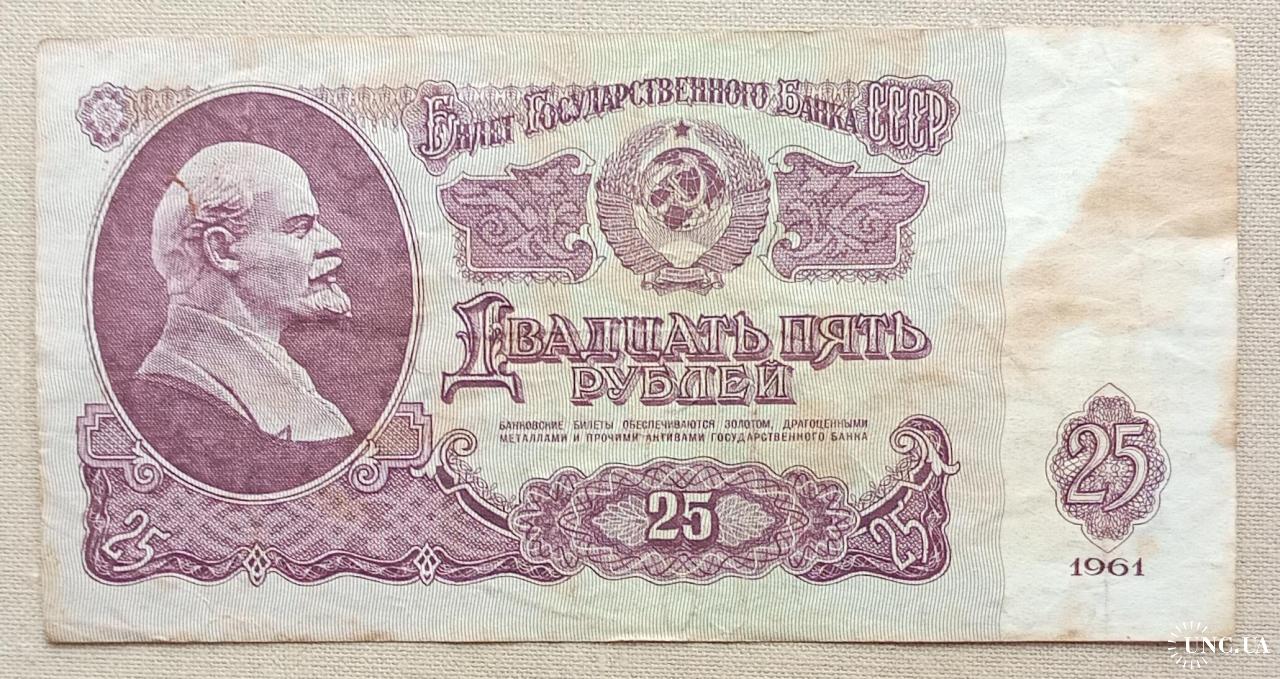 Билет Государственного Банка СССР
Двадцать пять
рублей
БАНКОВСКИЕ БИЛЕТЫ ОБЕСПЕЧИВАЮТСЯ ЗОЛОТОМ, ДРАГОЦЕННЫМИ
МЕТАЛЛАМИ И ПРОЧИМИ АКТИВАМИ ГОСУДАРСТВЕННОГО БАНКА
25
25
25
25
1961
UNC.UA